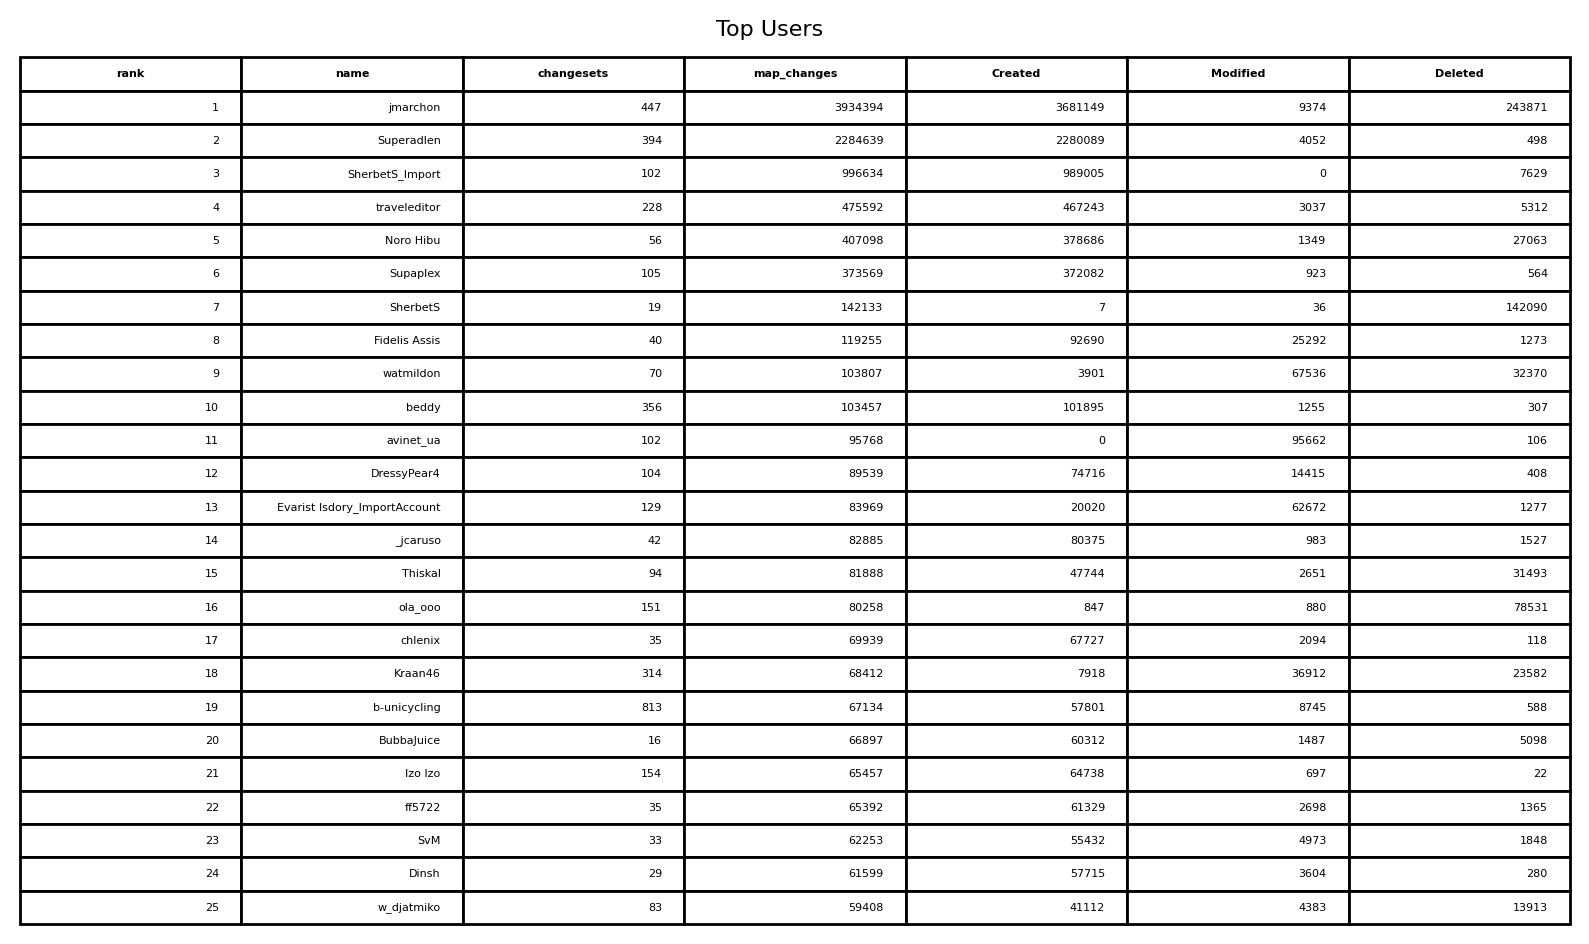 Top Users
rank name changesets map_changes Created Modified Deleted
1 jmarchon 447 3934394 3681149 9374 243871
2 Superadlen 394 2284639 2280089 4052 498
3 SherbetS_Import 102 996634 989005 0 7629
4 traveleditor 228 475592 467243 3037 5312
5 Noro Hibu 56 407098 378686 1349 27063
6 Supaplex 105 373569 372082 923 564
7 SherbetS 19 142133 7 36 142090
8 Fidelis Assis 40 119255 92690 25292 1273
9 watmildon 70 103807 3901 67536 32370
10 beddy 356 103457 101895 1255 307
11 avinet_ua 102 95768 0 95662 106
12 DressyPear4 104 89539 74716 14415 408
13 Evarist Isdory_ImportAccount 129 83969 20020 62672 1277
14 _jcaruso 42 82885 80375 983 1527
15 Thiskal 94 81888 47744 2651 31493
16 ola_ooo 151 80258 847 880 78531
17 chlenix 35 69939 67727 2094 118
18 Kraan46 314 68412 7918 36912 23582
19 b-unicycling 813 67134 57801 8745 588
20 BubbaJuice 16 66897 60312 1487 5098
21 Izo Izo 154 65457 64738 697 22
22 ff5722 35 65392 61329 2698 1365
23 SvM 33 62253 55432 4973 1848
24 Dinsh 29 61599 57715 3604 280
25 w_djatmiko 83 59408 41112 4383 13913